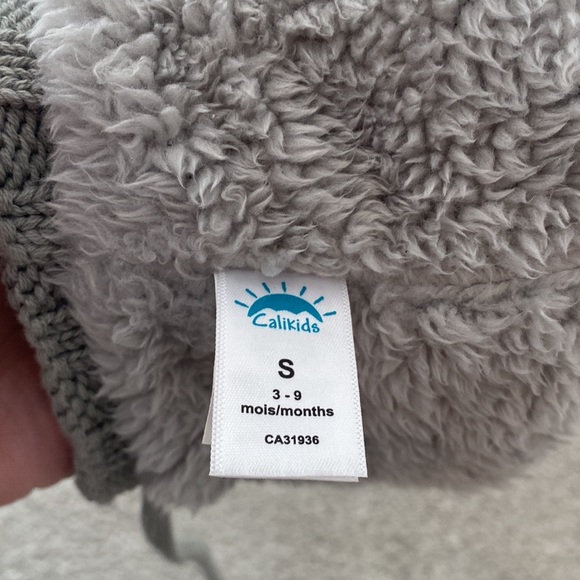 Calikids
S
3 - 9
mois/months
CA31936